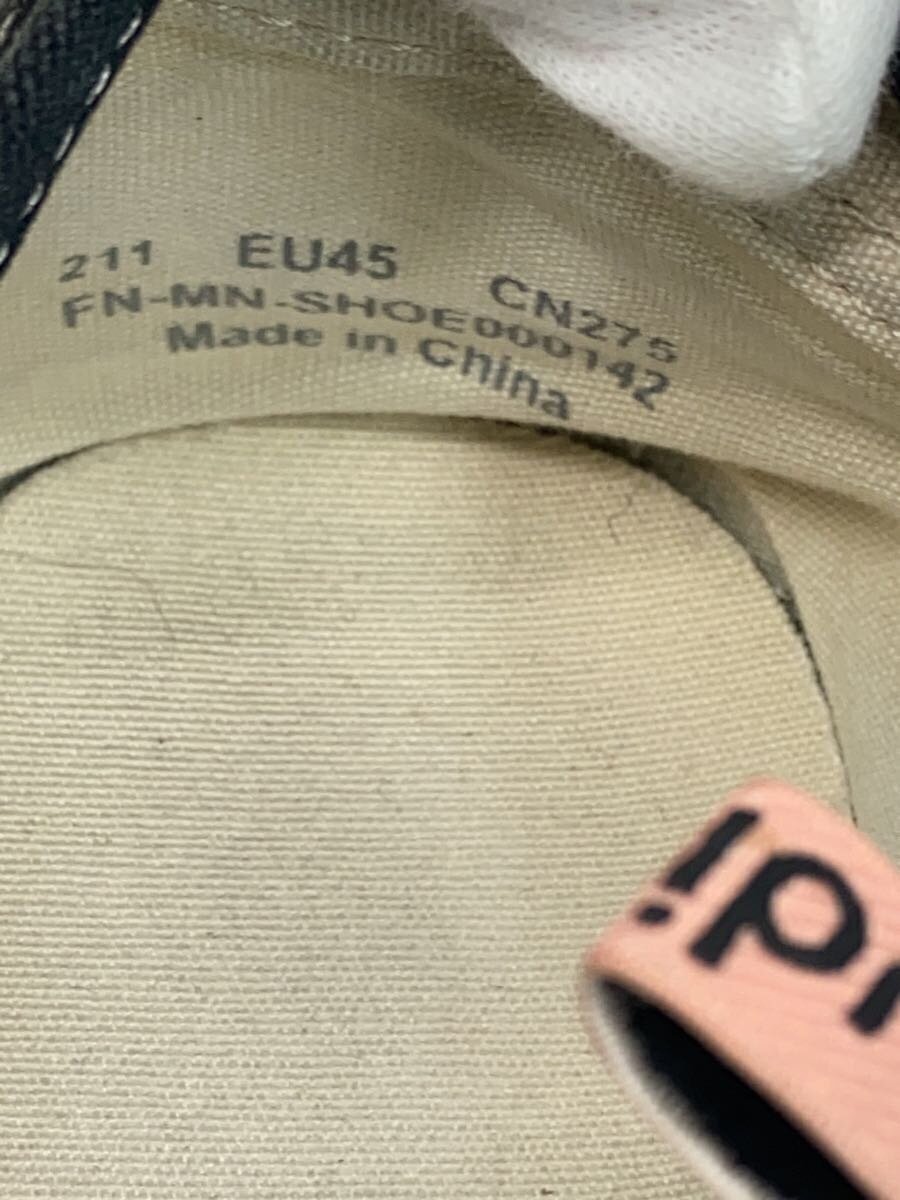 211 EU45 CN275
FN-MN-SHOE000142
Made in China